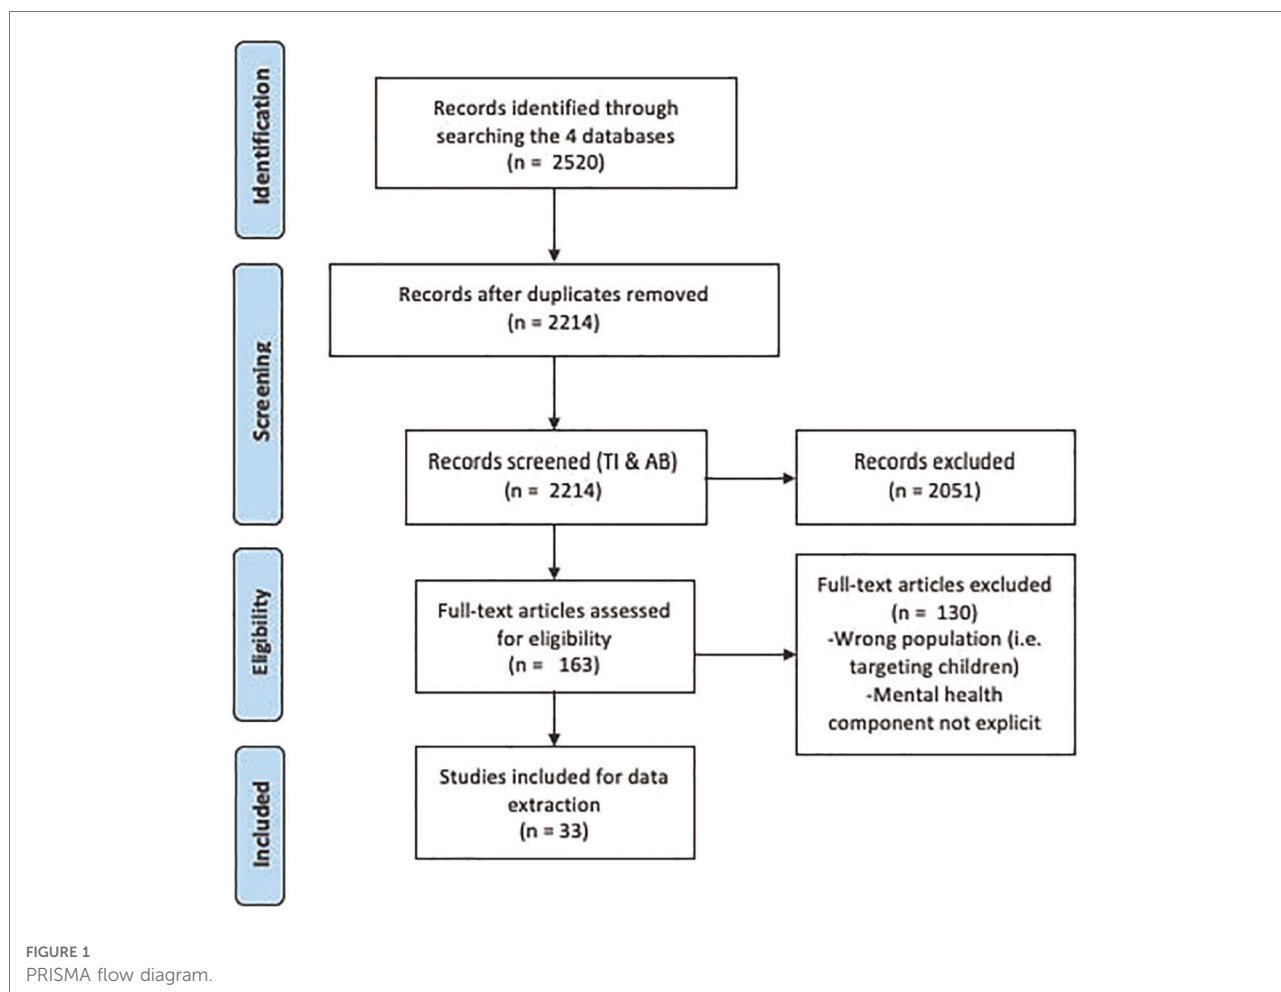 Identification
Records identified through
searching the 4 databases
(n = 2520)
Screening
Records after duplicates removed
(n = 2214)
Records screened (TI & AB)
(n = 2214)
Records excluded
(n = 2051)
Eligibility
Full-text articles assessed
for eligibility
(n = 163)
Full-text articles excluded
(n = 130)
-Wrong population (i.e.
targeting children)
-Mental health
component not explicit
Included
Studies included for data
extraction
(n = 33)
FIGURE 1
PRISMA flow diagram.